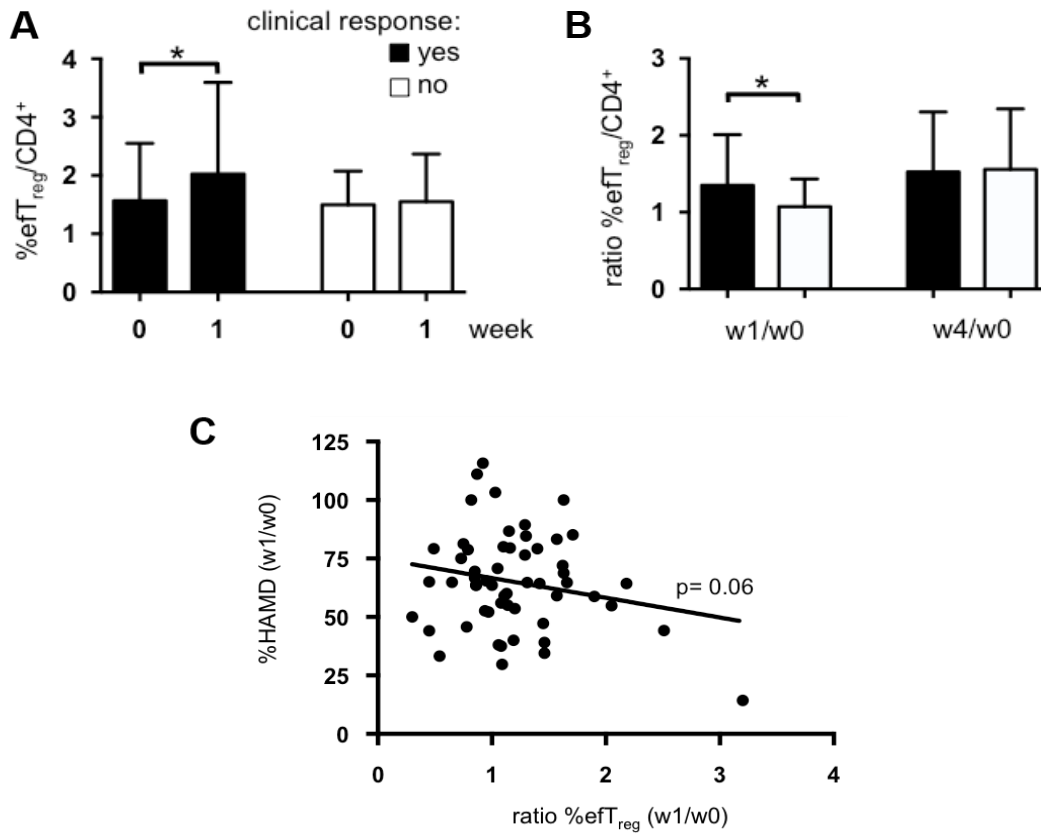 A
clinical response:
yes
no
%efTreg/CD4+
4
3
2
1
0
*
0 1 0 1 week
B
ratio %efTreg/CD4+
3
2
1
0
*
w1/w0 w4/w0
C
%HAMD (w1/w0)
125
100
75
50
25
0
p= 0.06
0 1 2 3 4
ratio %efTreg (w1/w0)